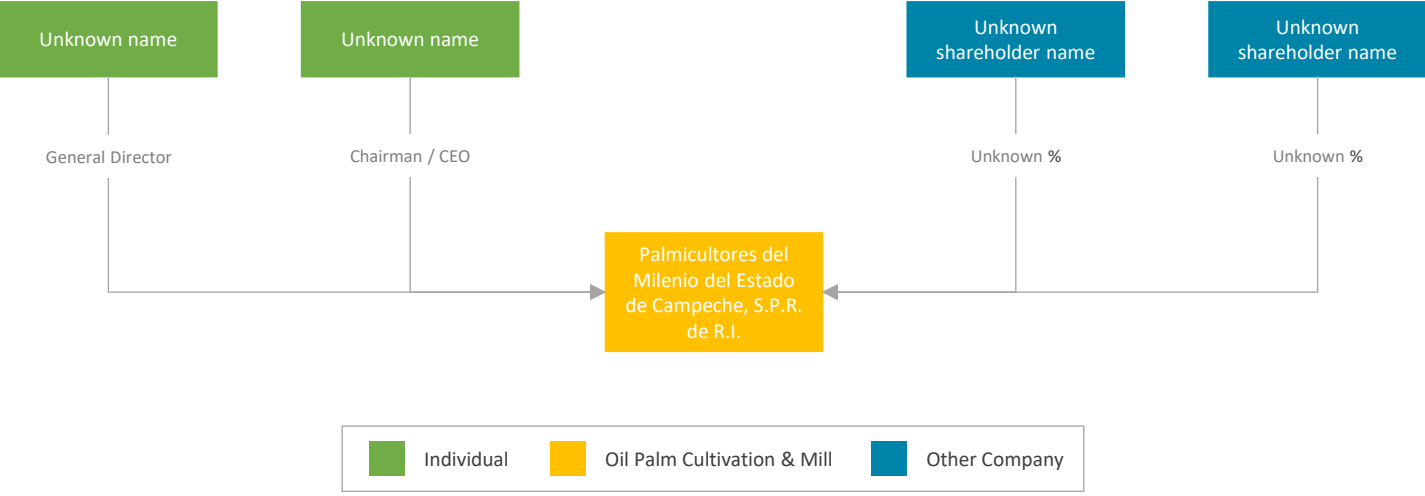 Unknown name
Unknown name
Unknown
shareholder name
Unknown
shareholder name
General Director
Chairman / CEO
Unknown %
Unknown %
Palmicultores del
Milenio del Estado
de Campeche, S.P.R.
de R.I.
Individual
Oil Palm Cultivation & Mill
Other Company